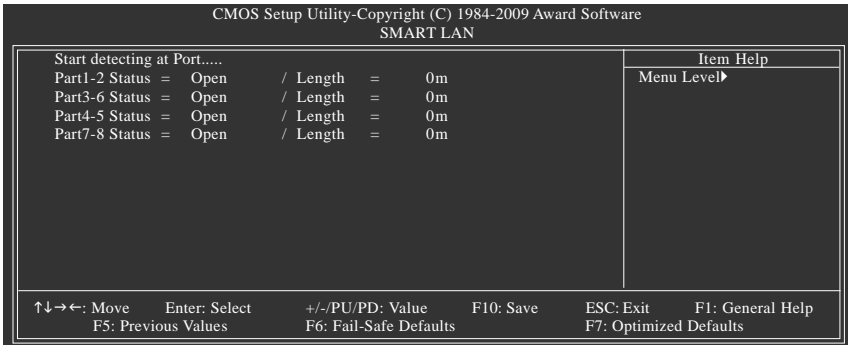 CMOS Setup Utility-Copyright (C) 1984-2009 Award Software
SMART LAN
Start detecting at Port.....
Part1-2 Status = Open / Length = 0m
Part3-6 Status = Open / Length = 0m
Part4-5 Status = Open / Length = 0m
Part7-8 Status = Open / Length = 0m
Item Help
Menu Level▶
↑↓→←: Move Enter: Select +/-/PU/PD: Value F10: Save ESC: Exit F1: General Help
F5: Previous Values F6: Fail-Safe Defaults F7: Optimized Defaults